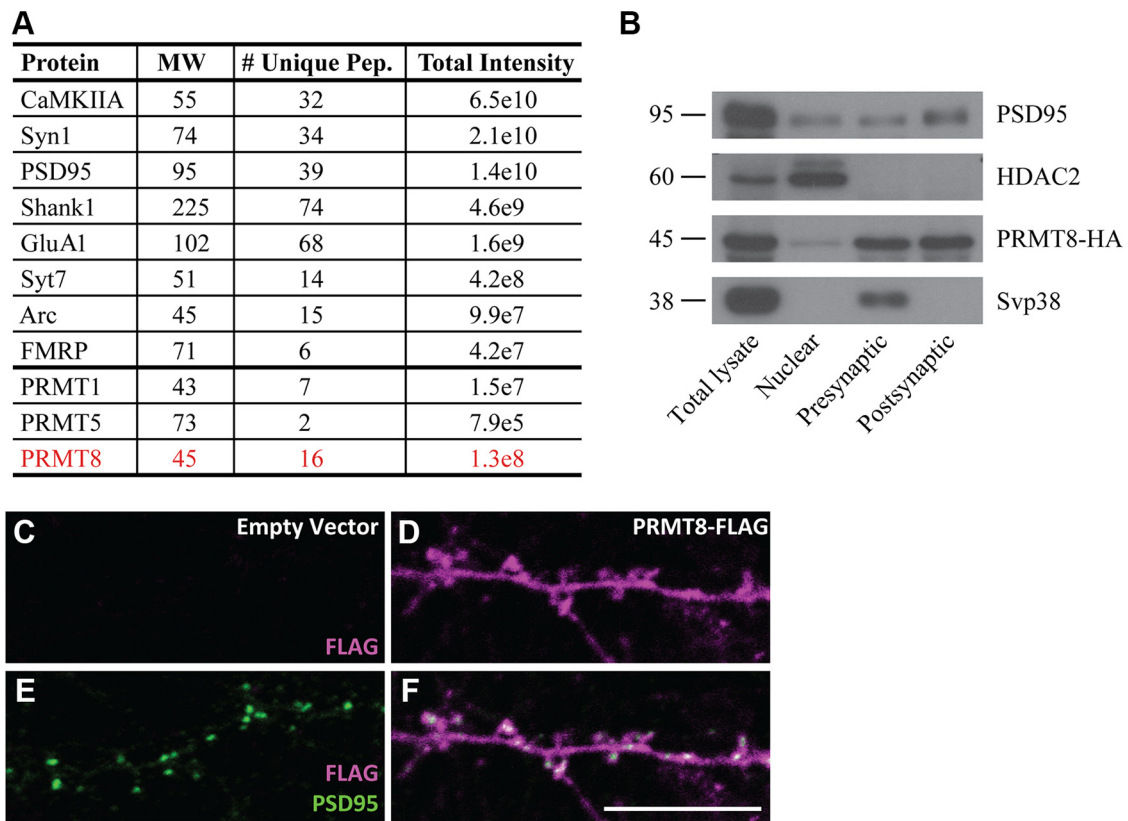 A
Protein MW # Unique Pep. Total Intensity
CaMKIIA 55 32 6.5e10
Syn1 74 34 2.1e10
PSD95 95 39 1.4e10
Shank1 225 74 4.6e9
GluA1 102 68 1.6e9
Syt7 51 14 4.2e8
Arc 45 15 9.9e7
FMRP 71 6 4.2e7
PRMT1 43 7 1.5e7
PRMT5 73 2 7.9e5
PRMT8 45 16 1.3e8
B
95 PSD95
60 HDAC2
45 PRMT8-HA
38 Svp38
Total lysate
Nuclear
Presynaptic
Postsynaptic
C
Empty Vector
FLAG
D
PRMT8-FLAG
E
FLAG
PSD95
F